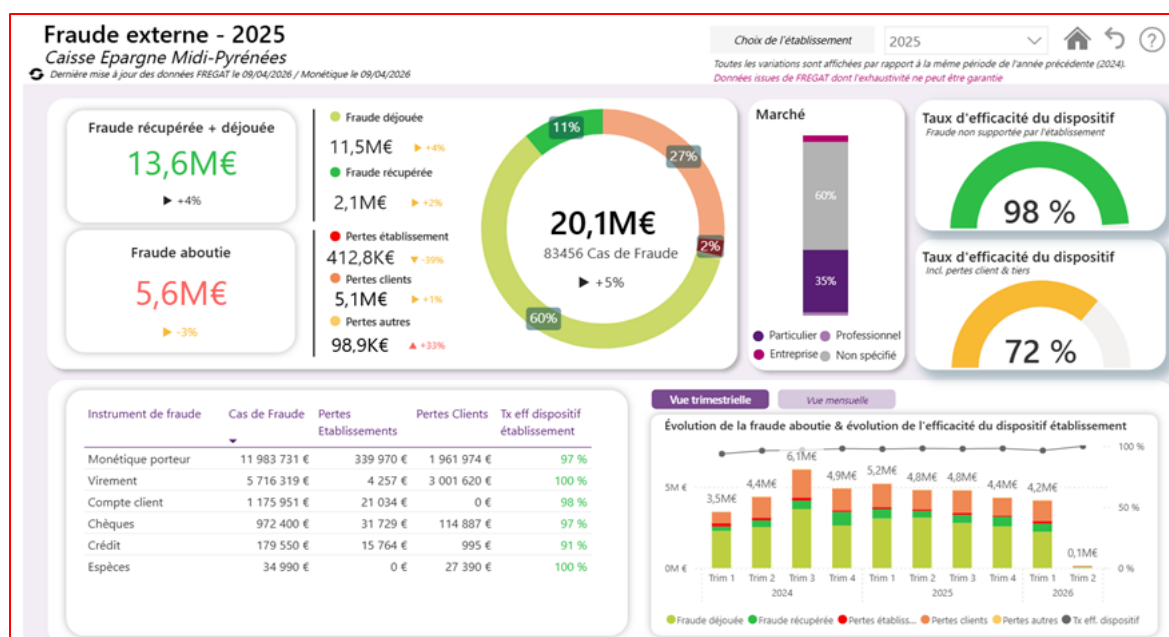 Fraude externe - 2025
Caisse Epargne Midi-Pyrénées
Dernière mise à jour des données FREGAT le 09/04/2026 / Monétique le 09/04/2026
Choix de l'établissement
2025
Toutes les variations sont affichées par rapport à la même période de l'année précédente (2024).
Données issues de FREGAT dont l'exhaustivité ne peut être garantie
Fraude récupérée + déjouée
13,6M€
▶ +4%
Fraude aboutie
5,6M€
▶ -3%
Fraude déjouée
11,5M€ ▶ +4%
Fraude récupérée
2,1M€ ▶ +2%
Pertes établissement
412,8K€ ▼ -39%
Pertes clients
5,1M€ ▶ +1%
Pertes autres
98,9K€ ▲ +33%
11%
27%
2%
60%
20,1M€
83456 Cas de Fraude
▶ +5%
Marché
60%
35%
Particulier Professionnel
Entreprise Non spécifié
Taux d'efficacité du dispositif
Fraude non supportée par l'établissement
98 %
Taux d'efficacité du dispositif
Incl. pertes client & tiers
72 %
Instrument de fraude Cas de Fraude Pertes Etablissements Pertes Clients Tx eff dispositif établissement
Monétique porteur 11 983 731 € 339 970 € 1 961 974 € 97 %
Virement 5 716 319 € 4 257 € 3 001 620 € 100 %
Compte client 1 175 951 € 21 034 € 0 € 98 %
Chèques 972 400 € 31 729 € 114 887 € 97 %
Crédit 179 550 € 15 764 € 995 € 91 %
Espèces 34 990 € 0 € 27 390 € 100 %
Vue trimestrielle
Vue mensuelle
Évolution de la fraude aboutie & évolution de l'efficacité du dispositif établissement
100 %
5M€
50 %
0M€
0 %
3,5M€ 4,4M€ 6,1M€ 4,9M€ 5,2M€ 4,8M€ 4,8M€ 4,4M€ 4,2M€ 0,1M€
Trim 1 Trim 2 Trim 3 Trim 4 Trim 1 Trim 2 Trim 3 Trim 4 Trim 1 Trim 2
2024 2025 2026
Fraude déjouée Fraude récupérée Pertes établiss... Pertes clients Pertes autres Tx eff. dispositif